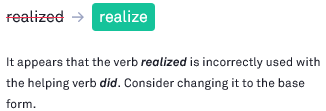 realized → realize
It appears that the verb realized is incorrectly used with
the helping verb did. Consider changing it to the base
form.